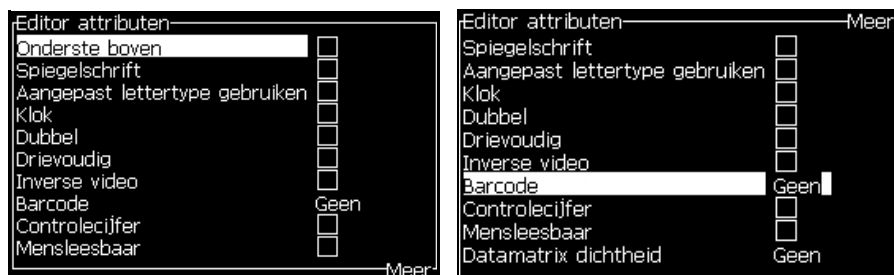 Editor attributen
Onderste boven
Spiegelschrift
Aangepast lettertype gebruiken
Klok
Dubbel
Drievoudig
Inverse video
Barcode Geen
Controlecijfer
Mensleesbaar
Meer
Editor attributen Meer
Spiegelschrift
Aangepast lettertype gebruiken
Klok
Dubbel
Drievoudig
Inverse video
Barcode Geen
Controlecijfer
Mensleesbaar
Datamatrix dichtheid Geen